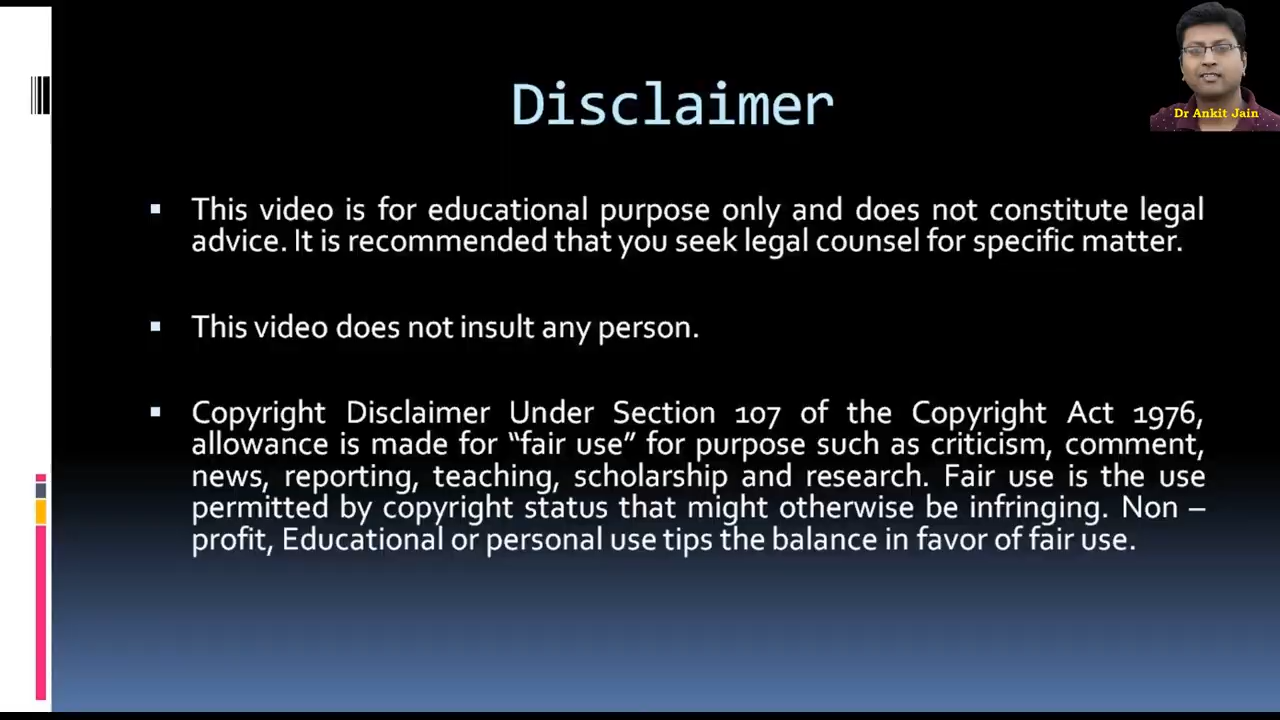 Disclaimer
Dr Ankit Jain
▪ This video is for educational purpose only and does not constitute legal
advice. It is recommended that you seek legal counsel for specific matter.
▪ This video does not insult any person.
▪ Copyright Disclaimer Under Section 107 of the Copyright Act 1976,
allowance is made for “fair use” for purpose such as criticism, comment,
news, reporting, teaching, scholarship and research. Fair use is the use
permitted by copyright status that might otherwise be infringing. Non –
profit, Educational or personal use tips the balance in favor of fair use.